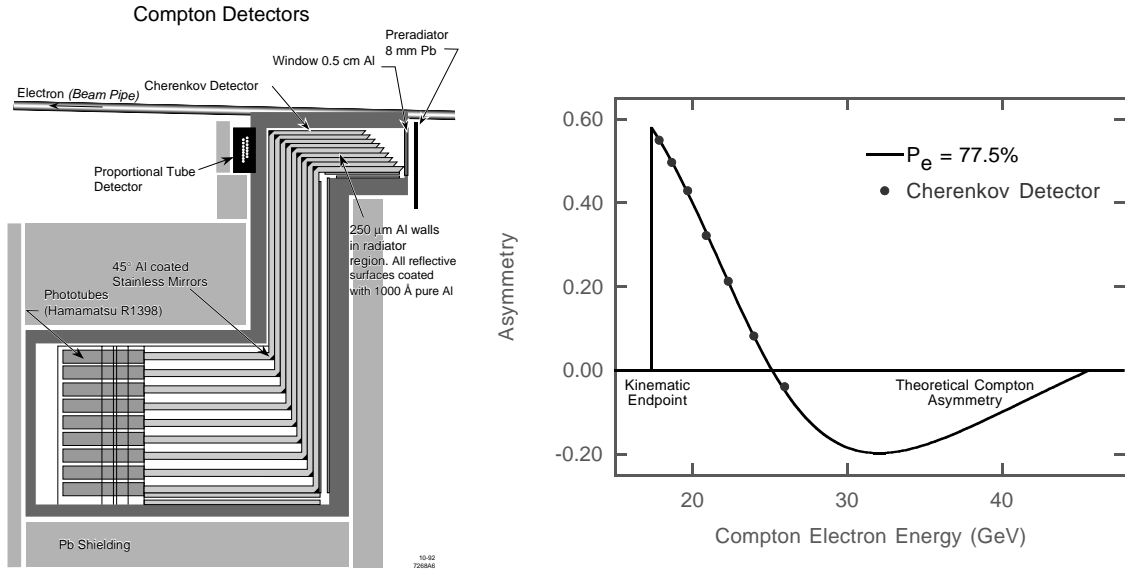 Compton Detectors
Preradiator
8 mm Pb
Window 0.5 cm Al
Cherenkov Detector
Electron (Beam Pipe)
Proportional Tube
Detector
250 μm Al walls
in radiator
region. All reflective
surfaces coated
with 1000 Å pure Al
45° Al coated
Stainless Mirrors
Phototubes
(Hamamatsu R1398)
Pb Shielding
10-92
7268A6
0.60
0.40
0.20
0.00
-0.20
Asymmetry
P_e = 77.5%
Cherenkov Detector
Kinematic
Endpoint
Theoretical Compton
Asymmetry
20 30 40
Compton Electron Energy (GeV)